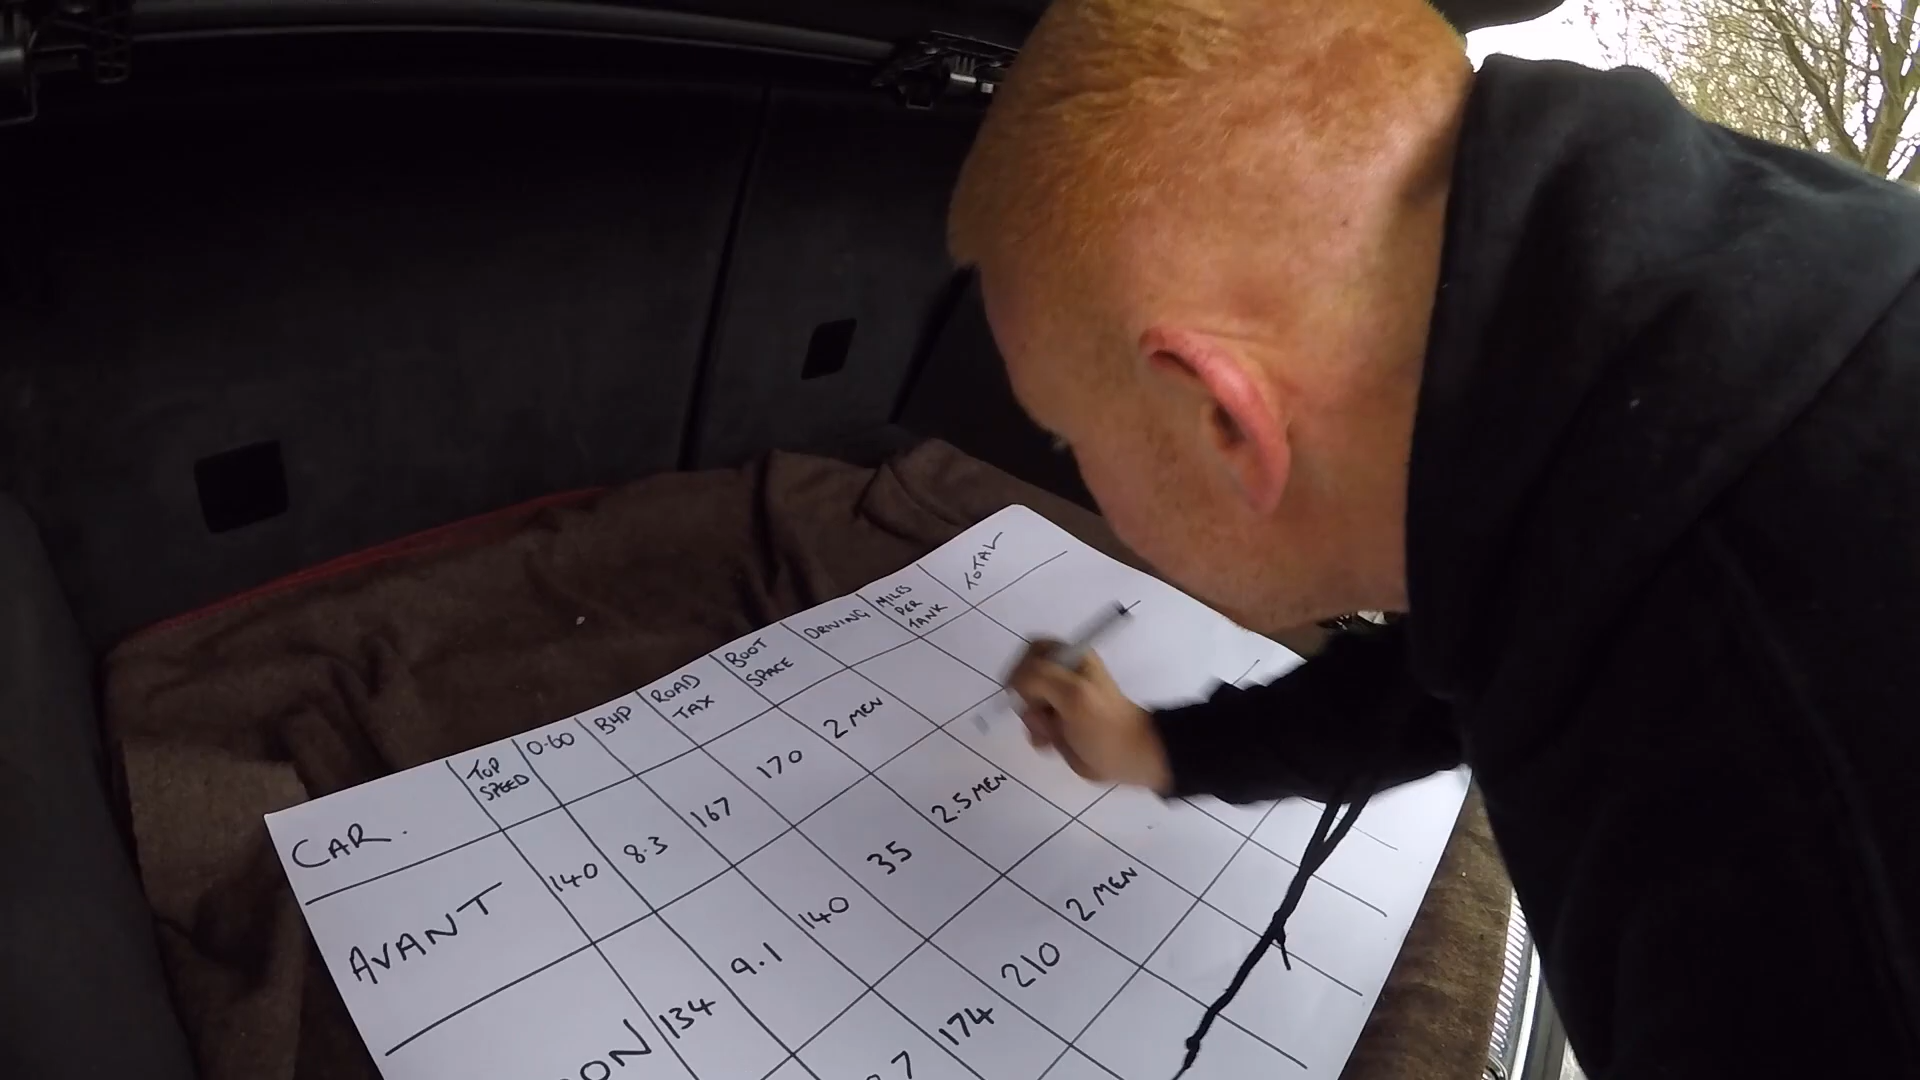 CAR.
TOP
SPEED
0-60
BHP
ROAD
TAX
BOOT
SPACE
DRIVING
MILES
PER
TANK
TOTAL
AVANT
140
8.3
167
170
2 MEN
134
9.1
140
35
2.5 MEN
174
210
2 MEN